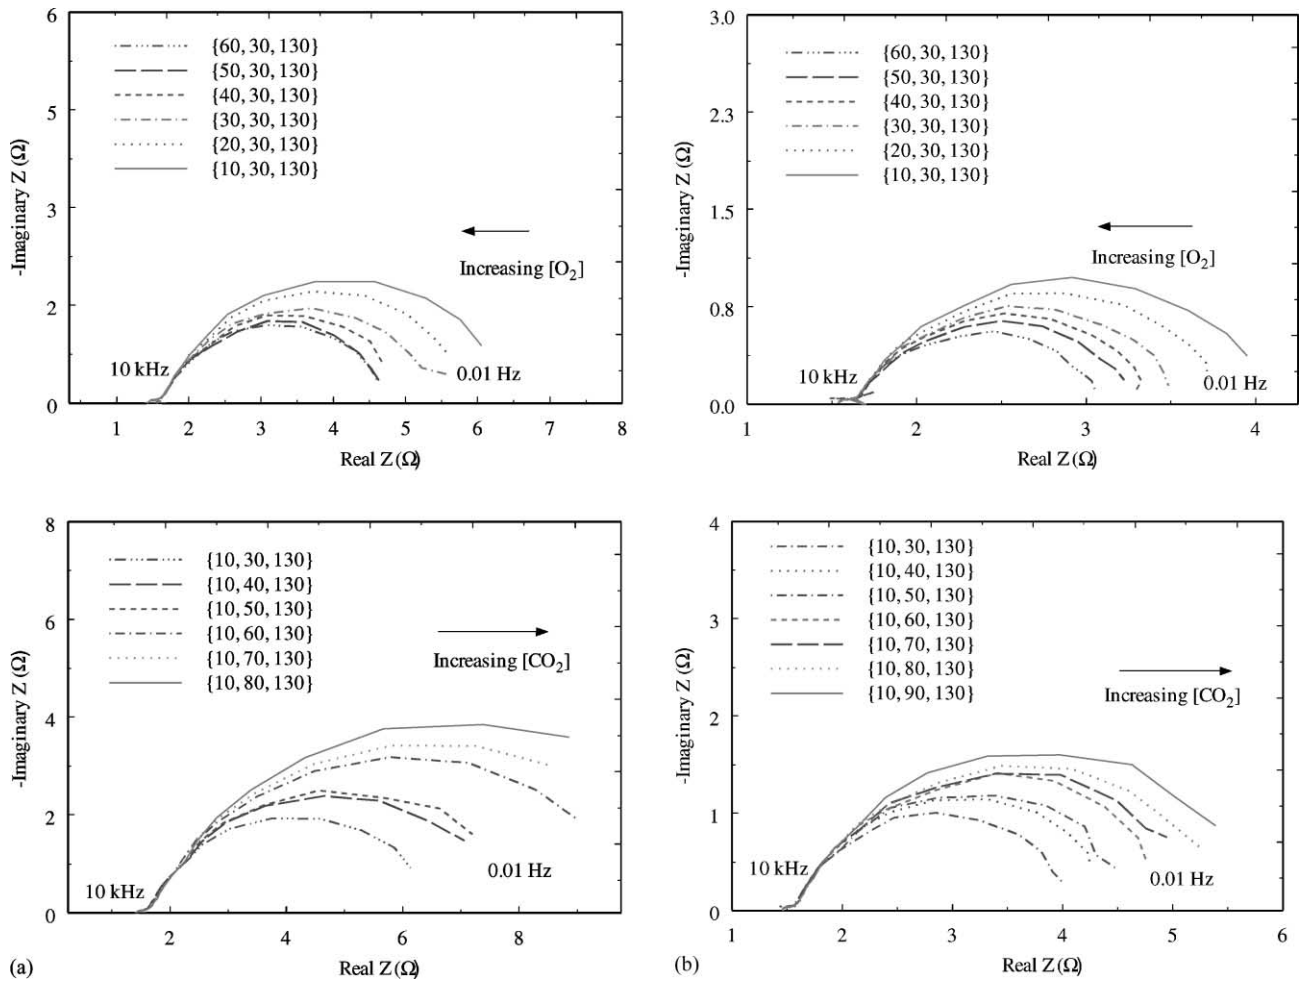 6
5
3
2
0
-Imaginary Z (Ω)
{60, 30, 130}
{50, 30, 130}
{40, 30, 130}
{30, 30, 130}
{20, 30, 130}
{10, 30, 130}
Increasing [O₂]
10 kHz
0.01 Hz
1 2 3 4 5 6 7 8
Real Z (Ω)
3.0
2.3
1.5
0.8
0.0
-Imaginary Z (Ω)
{60, 30, 130}
{50, 30, 130}
{40, 30, 130}
{30, 30, 130}
{20, 30, 130}
{10, 30, 130}
Increasing [O₂]
10 kHz
0.01 Hz
1 2 3 4
Real Z (Ω)
8
7
5
4
2
0
-Imaginary Z (Ω)
{10, 30, 130}
{10, 40, 130}
{10, 50, 130}
{10, 60, 130}
{10, 70, 130}
{10, 80, 130}
Increasing [CO₂]
10 kHz
0.01 Hz
2 4 6 8
Real Z (Ω)
(a)
4
3
2
2
1
0
-Imaginary Z (Ω)
{10, 30, 130}
{10, 40, 130}
{10, 50, 130}
{10, 60, 130}
{10, 70, 130}
{10, 80, 130}
{10, 90, 130}
Increasing [CO₂]
10 kHz
0.01 Hz
1 2 3 4 5 6
Real Z (Ω)
(b)